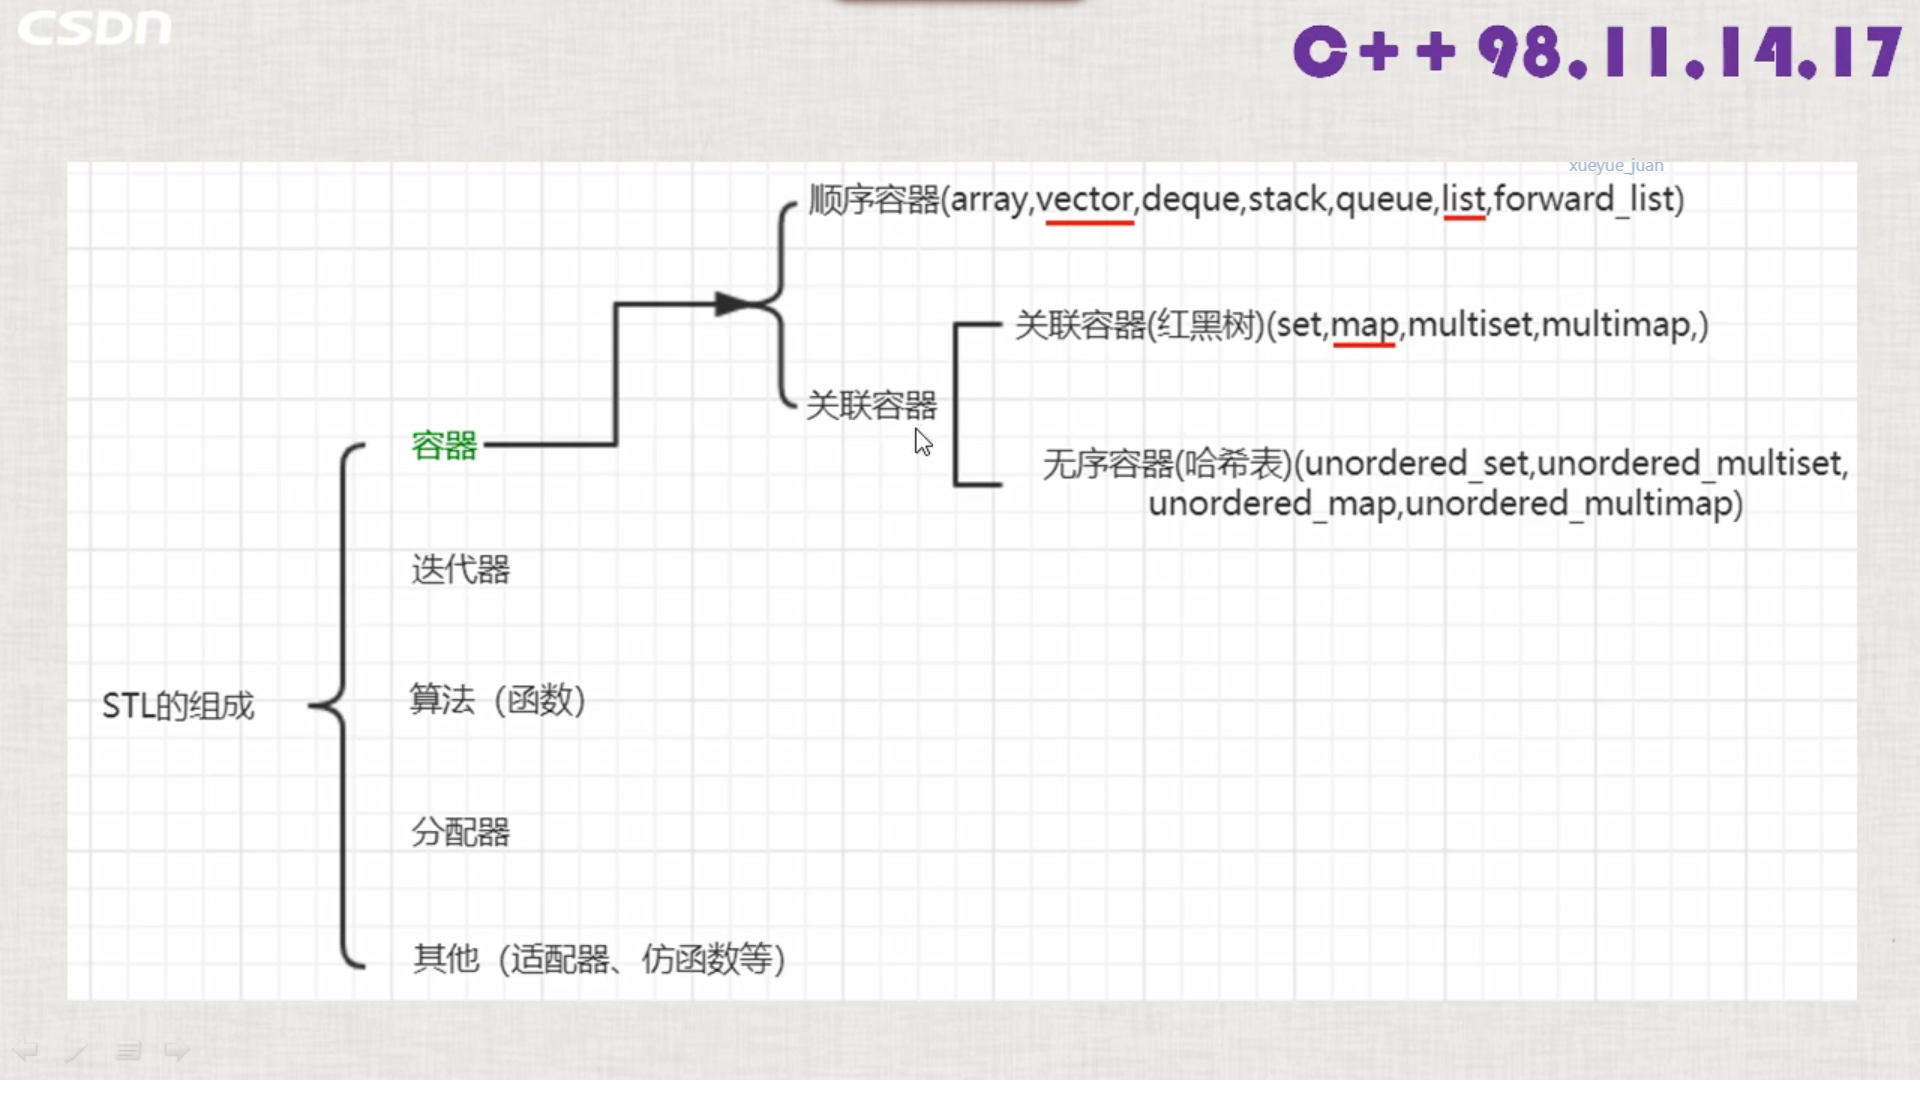 CSDN
C++98.11.14.17
xueyue_juan
顺序容器(array,vector,deque,stack,queue,list,forward_list)
关联容器(红黑树)(set,map,multiset,multimap,)
关联容器
容器
无序容器(哈希表)(unordered_set,unordered_multiset,
unordered_map,unordered_multimap)
迭代器
STL的组成
算法（函数）
分配器
其他（适配器、仿函数等）